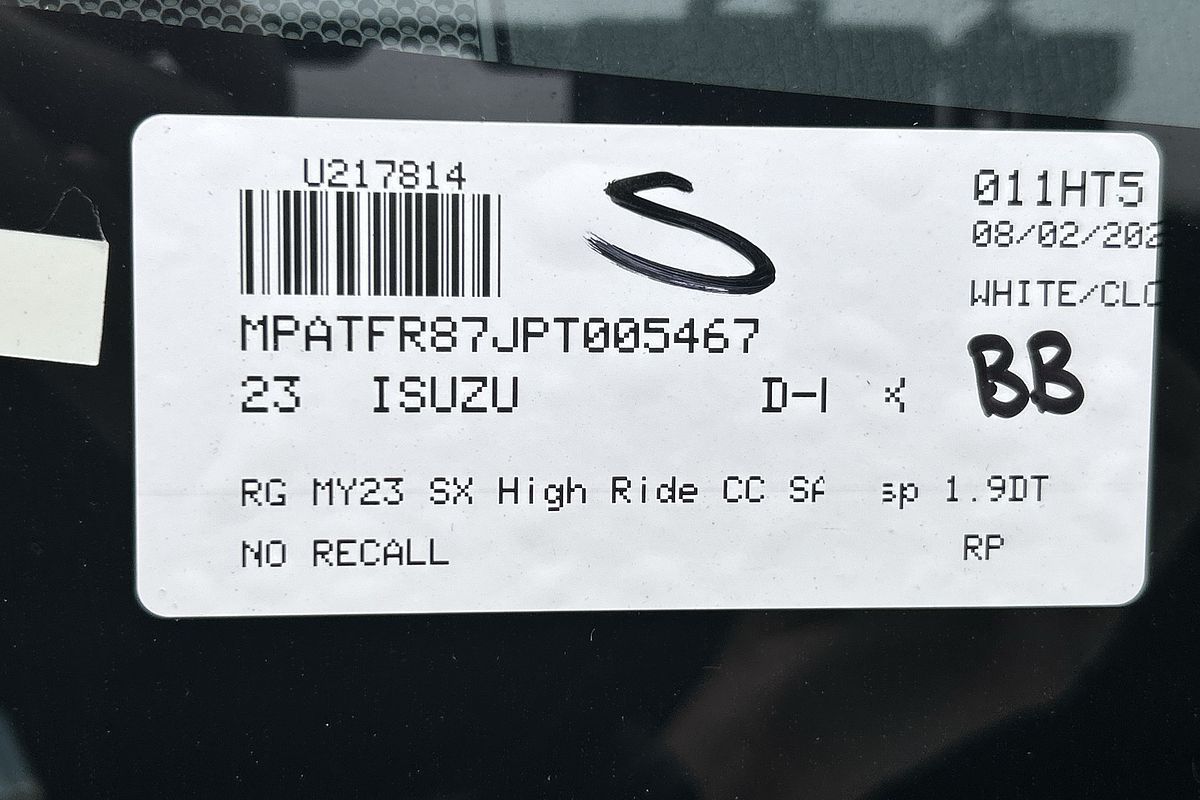 U217814
S
011HT5
08/02/202
WHITE/CLO
MPATFR87JPT005467
23 ISUZU
BB
RG MY23 SX High Ride CC sp 1.9DT
NO RECALL
RP